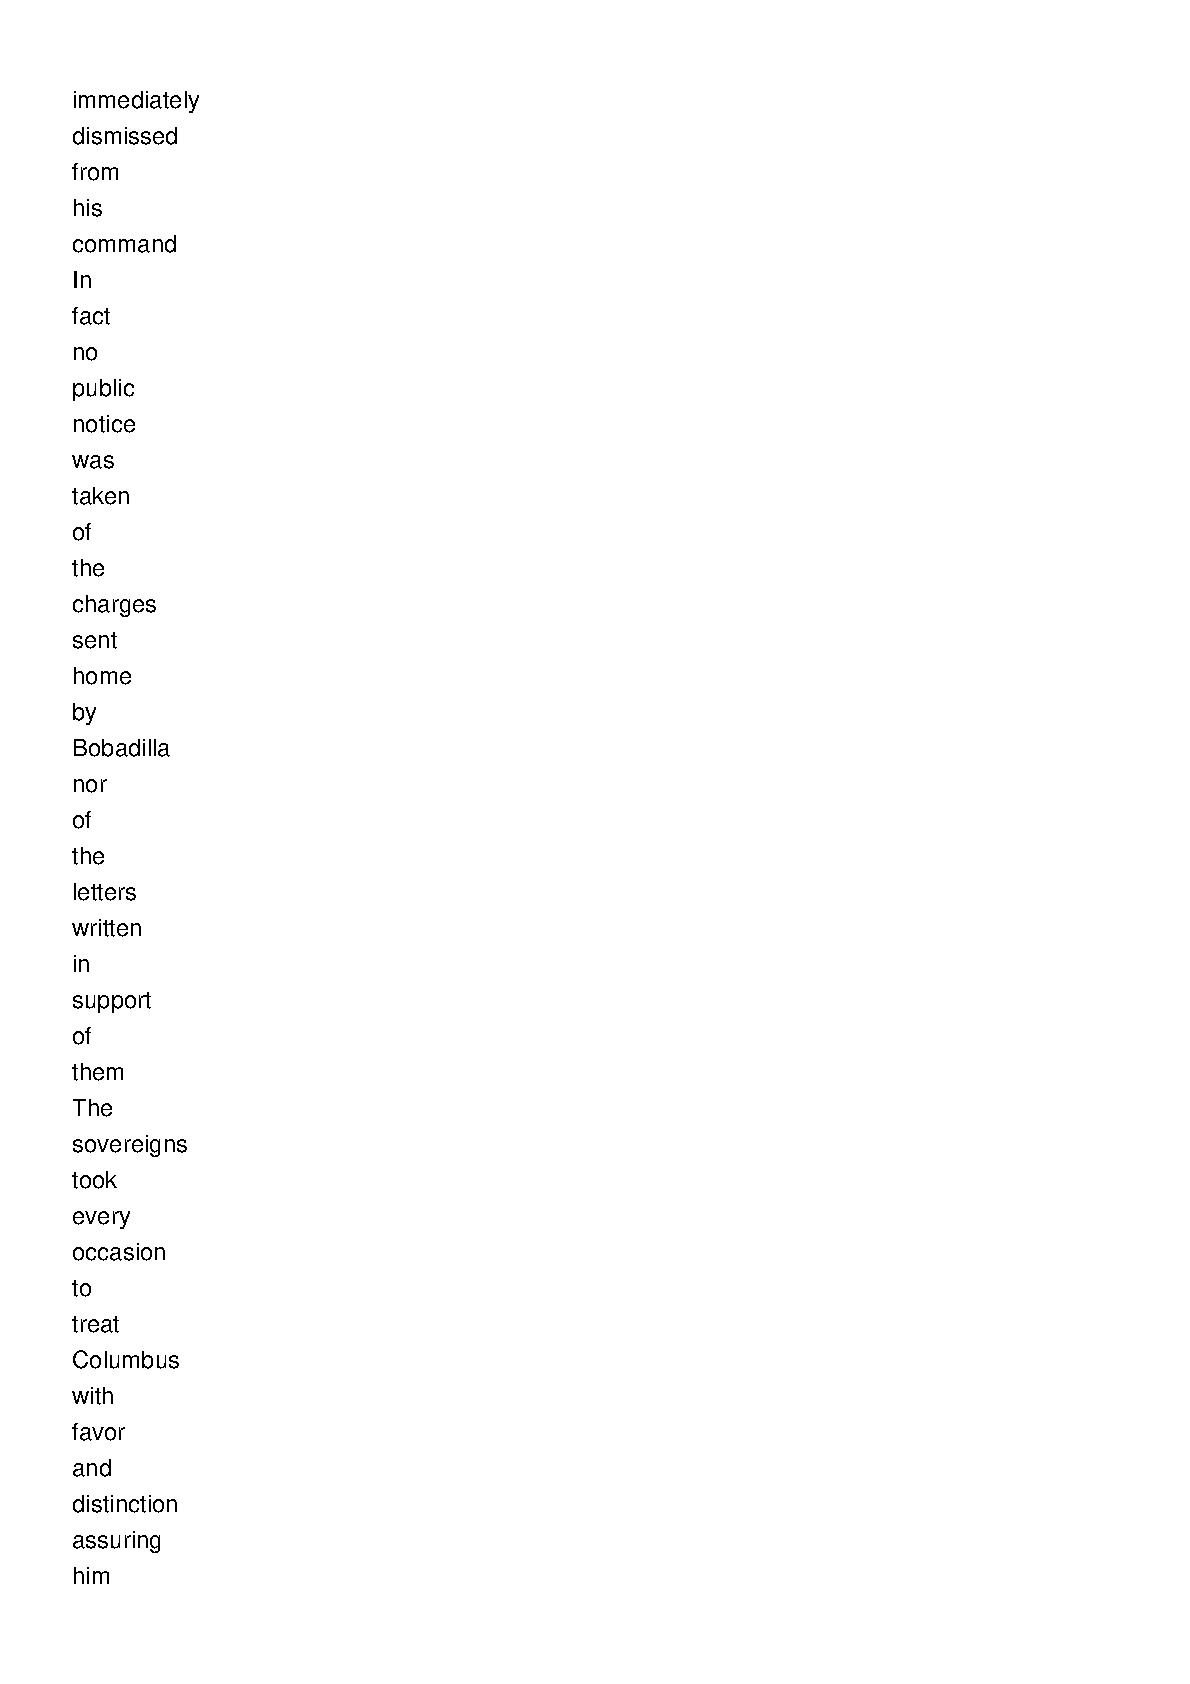 immediately
dismissed
from
his
command
In
fact
no
public
notice
was
taken
of
the
charges
sent
home
by
Bobadilla
nor
of
the
letters
written
in
support
of
them
The
sovereigns
took
every
occasion
to
treat
Columbus
with
favor
and
distinction
assuring
him